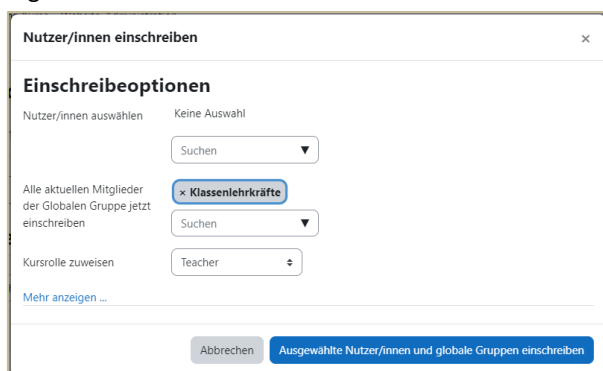 Nutzer/innen einschreiben
×
Einschreibeoptionen
Nutzer/innen auswählen
Keine Auswahl
Suchen ▼
Alle aktuellen Mitglieder
der Globalen Gruppe jetzt
einschreiben
× Klassenlehrkräfte
Suchen ▼
Kursrolle zuweisen
Teacher
Mehr anzeigen ...
Abbrechen
Ausgewählte Nutzer/innen und globale Gruppen einschreiben